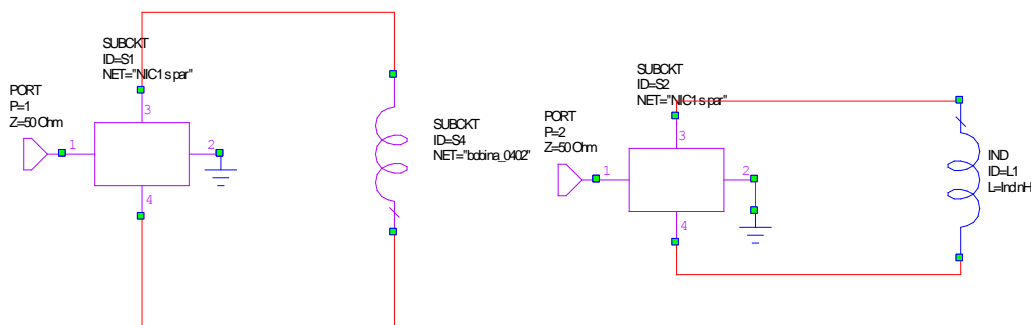 SUBCKT
ID=S1
NET="NIC1 s par"
PORT
P=1
Z=50 Ohm
1
2
3
4
SUBCKT
ID=S4
NET="bobina_0402"
SUBCKT
ID=S2
NET="NIC1 s par"
PORT
P=2
Z=50 Ohm
1
2
3
4
IND
ID=L1
L=Ind nH